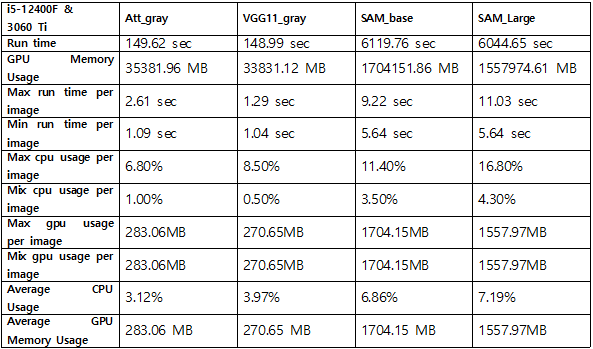 i5-12400F & 3060 Ti Att_gray VGG11_gray SAM_base SAM_Large
Run time 149.62 sec 148.99 sec 6119.76 sec 6044.65 sec
GPU Memory Usage 35381.96 MB 33831.12 MB 1704151.86 MB 1557974.61 MB
Max run time per image 2.61 sec 1.29 sec 9.22 sec 11.03 sec
Min run time per image 1.09 sec 1.04 sec 5.64 sec 5.64 sec
Max cpu usage per image 6.80% 8.50% 11.40% 16.80%
Mix cpu usage per image 1.00% 0.50% 3.50% 4.30%
Max gpu usage per image 283.06MB 270.65MB 1704.15MB 1557.97MB
Mix gpu usage per image 283.06MB 270.65MB 1704.15MB 1557.97MB
Average CPU Usage 3.12% 3.97% 6.86% 7.19%
Average GPU Memory Usage 283.06 MB 270.65 MB 1704.15 MB 1557.97MB